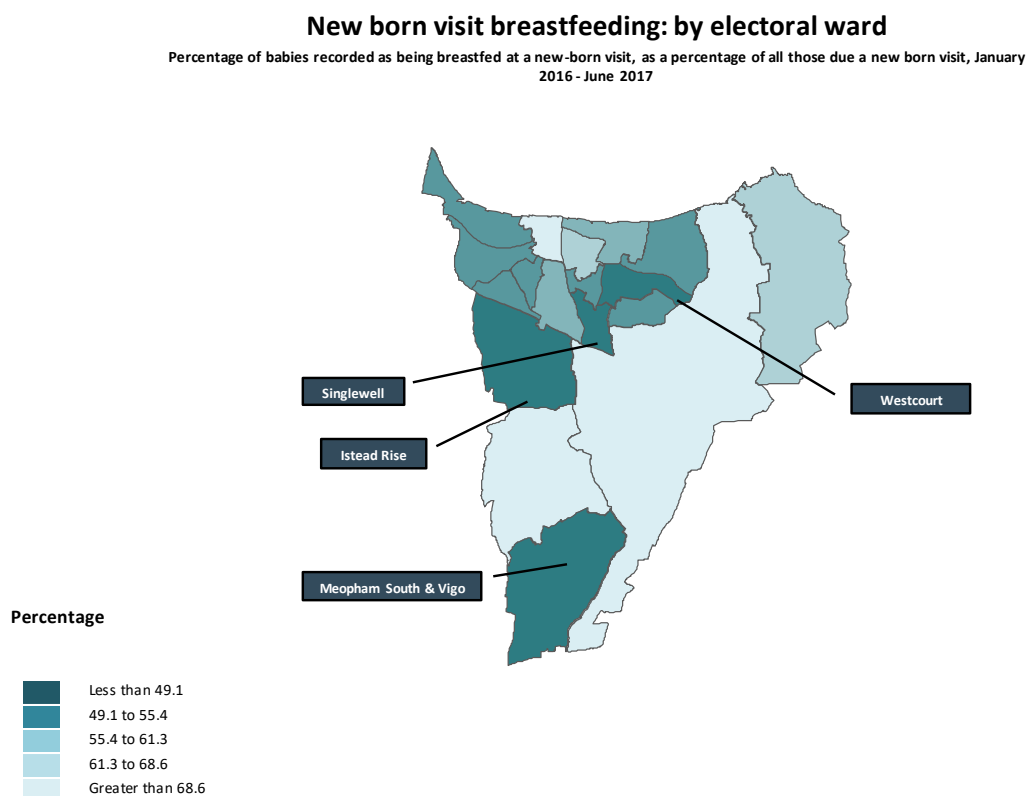 New born visit breastfeeding: by electoral ward
Percentage of babies recorded as being breastfed at a new-born visit, as a percentage of all those due a new born visit, January
2016 - June 2017
Singlewell
Westcourt
Istead Rise
Meopham South & Vigo
Percentage
Less than 49.1
49.1 to 55.4
55.4 to 61.3
61.3 to 68.6
Greater than 68.6